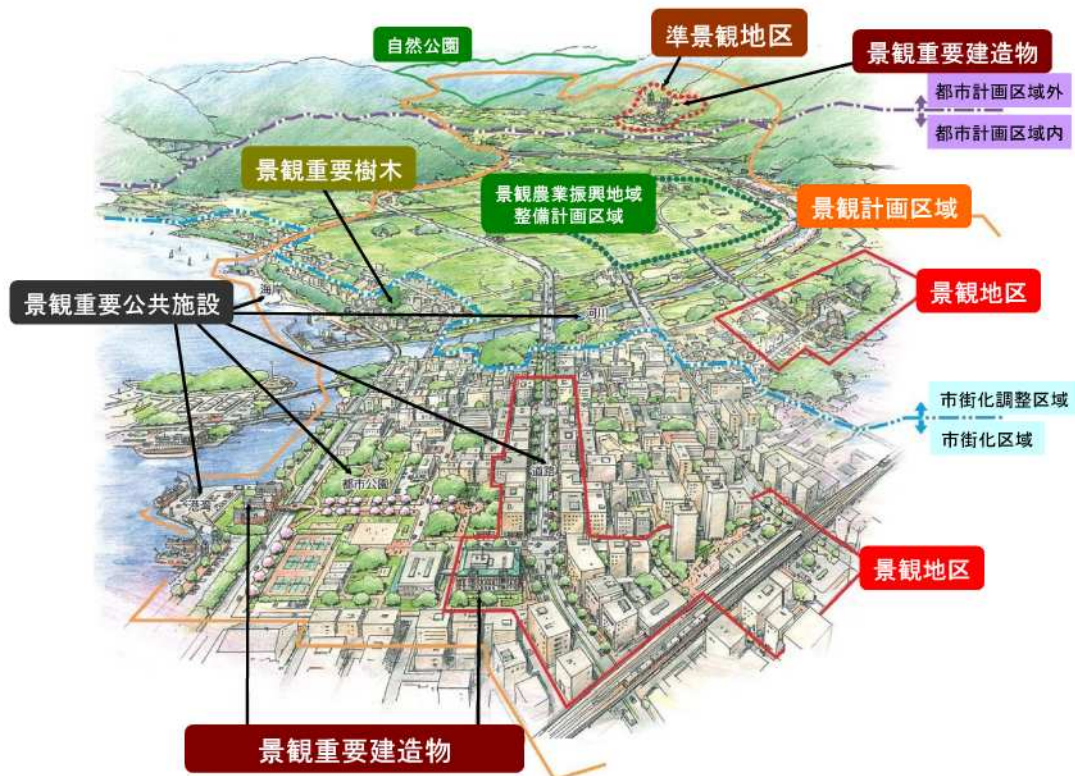 自然公園
準景観地区
景観重要建造物
都市計画区域外
都市計画区域内
景観重要樹木
景観農業振興地域
整備計画区域
景観計画区域
景観地区
海岸
景観重要公共施設
河川
市街化調整区域
市街化区域
道路
都市公園
港湾
景観地区
景観重要建造物